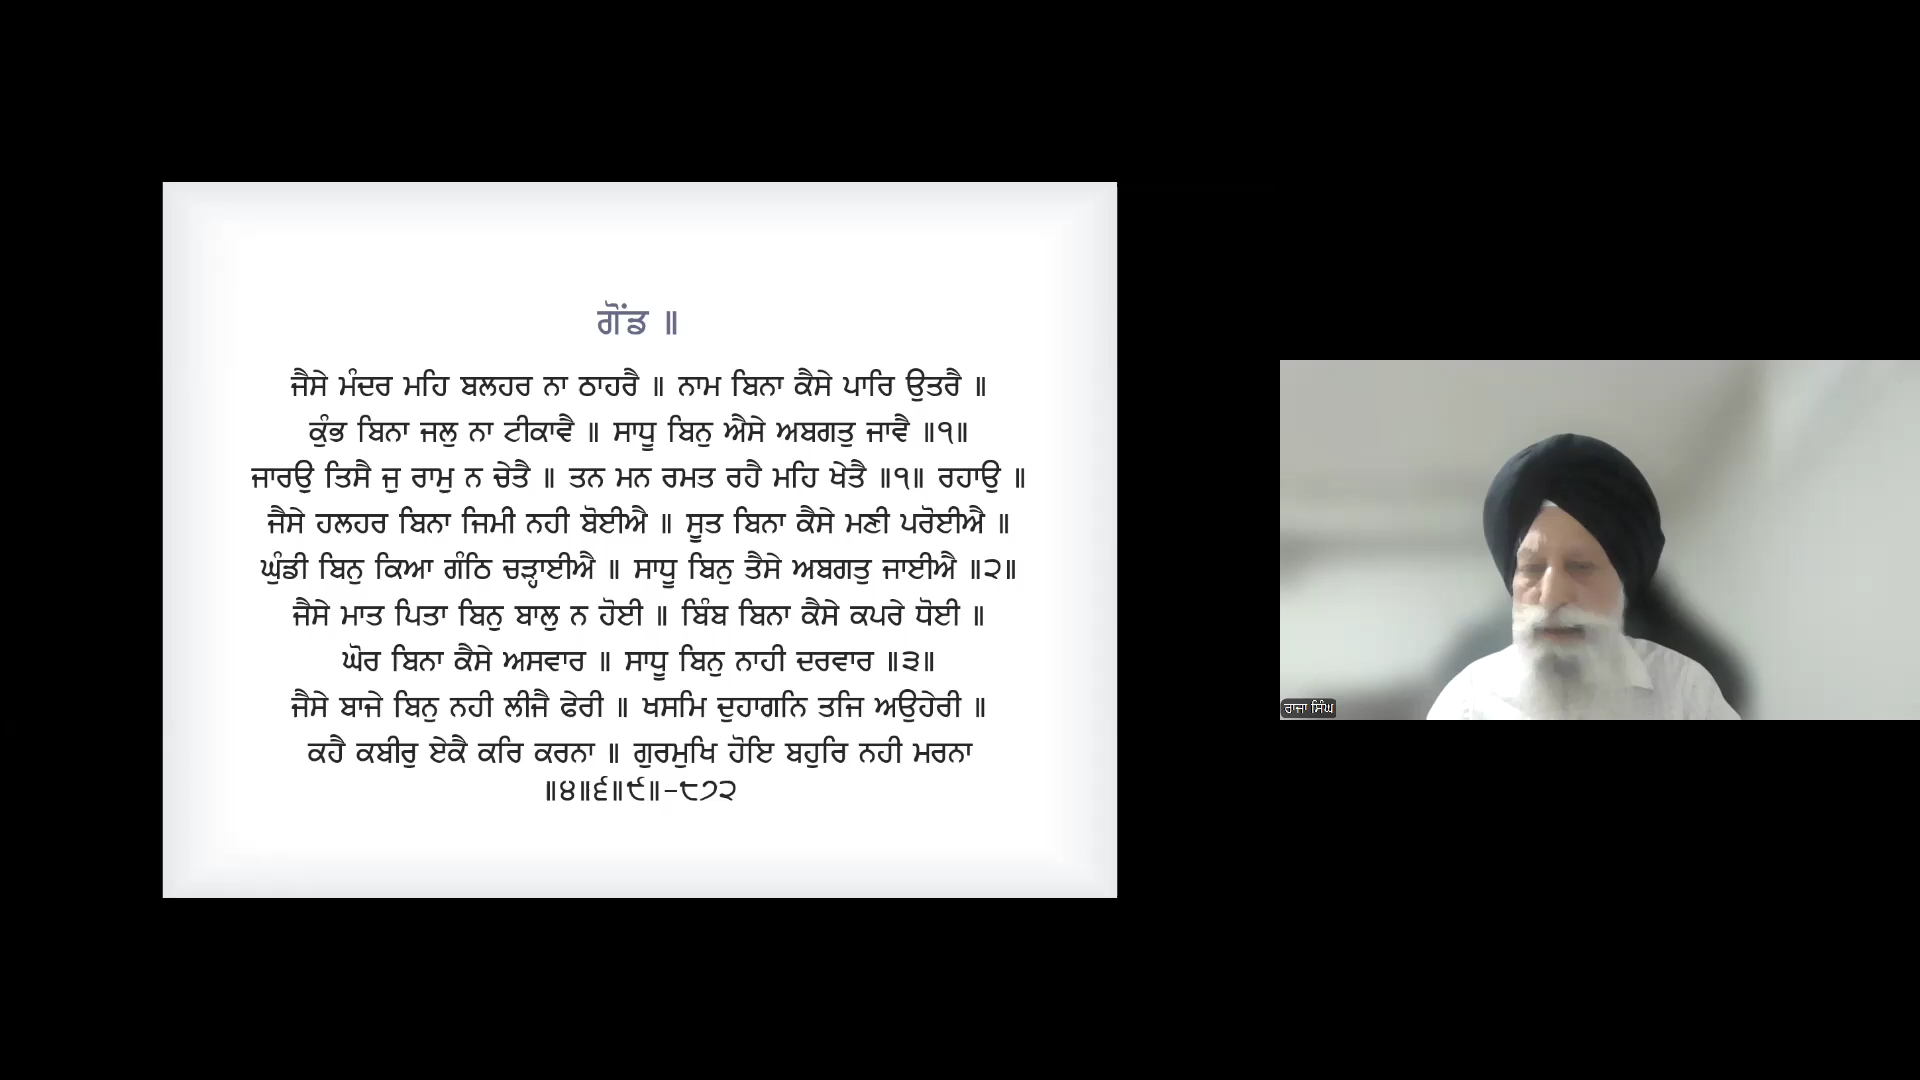 ਗੋਂਡ ॥
ਜੈਸੇ ਮੰਦਰ ਮਹਿ ਬਲਹਰ ਨਾ ਠਾਹਰੈ ॥ ਨਾਮ ਬਿਨਾ ਕੈਸੇ ਪਾਰਿ ਉਤਰੈ ॥
ਕੁੰਭ ਬਿਨਾ ਜਲੁ ਨਾ ਟੀਕਾਵੈ ॥ ਸਾਧੂ ਬਿਨੁ ਐਸੇ ਅਬਗਤੁ ਜਾਵੈ ॥੧॥
ਜਾਰਉ ਤਿਸੈ ਜੁ ਰਾਮੁ ਨ ਚੇਤੈ ॥ ਤਨ ਮਨ ਰਮਤ ਰਹੈ ਮਹਿ ਖੇਤੈ ॥੧॥ ਰਹਾਉ ॥
ਜੈਸੇ ਹਲਹਰ ਬਿਨਾ ਜਿਮੀ ਨਹੀ ਬੋਈਐ ॥ ਸੂਤ ਬਿਨਾ ਕੈਸੇ ਮਣੀ ਪਰੋਈਐ ॥
ਘੁੰਡੀ ਬਿਨੁ ਕਿਆ ਗੰਠਿ ਚੜ੍ਹਾਈਐ ॥ ਸਾਧੂ ਬਿਨੁ ਤੈਸੇ ਅਬਗਤੁ ਜਾਈਐ ॥੨॥
ਜੈਸੇ ਮਾਤ ਪਿਤਾ ਬਿਨੁ ਬਾਲੁ ਨ ਹੋਈ ॥ ਬਿੰਬ ਬਿਨਾ ਕੈਸੇ ਕਪਰੇ ਧੋਈ ॥
ਘੋਰ ਬਿਨਾ ਕੈਸੇ ਅਸਵਾਰ ॥ ਸਾਧੂ ਬਿਨੁ ਨਾਹੀ ਦਰਵਾਰ ॥੩॥
ਜੈਸੇ ਬਾਜੇ ਬਿਨੁ ਨਹੀ ਲੀਜੈ ਫੇਰੀ ॥ ਖਸਮਿ ਦੁਹਾਗਨਿ ਤਜਿ ਅਉਹੇਰੀ ॥
ਕਹੈ ਕਬੀਰੁ ਏਕੈ ਕਰਿ ਕਰਨਾ ॥ ਗੁਰਮੁਖਿ ਹੋਇ ਬਹੁਰਿ ਨਹੀ ਮਰਨਾ
॥੪॥੬॥੯॥-੮੭੨
ਰਾਜਾ ਸਿੰਘ